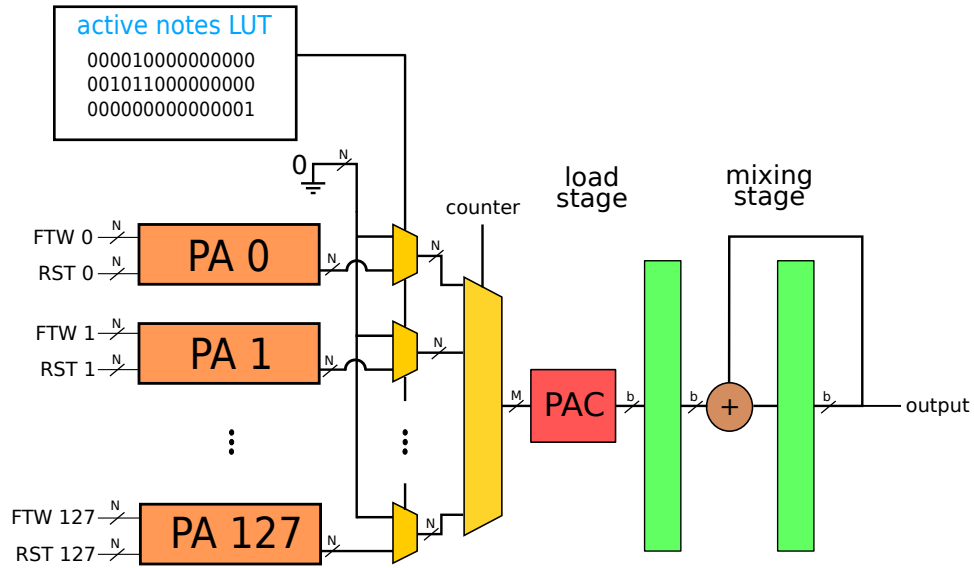 active notes LUT
000010000000000
001011000000000
000000000000001
0
N
counter
load
stage
mixing
stage
FTW 0
N
RST 0
N
PA 0
N
N
FTW 1
N
RST 1
N
PA 1
N
N
M
PAC
b
b
+
b
output
FTW 127
N
RST 127
N
PA 127
N
N